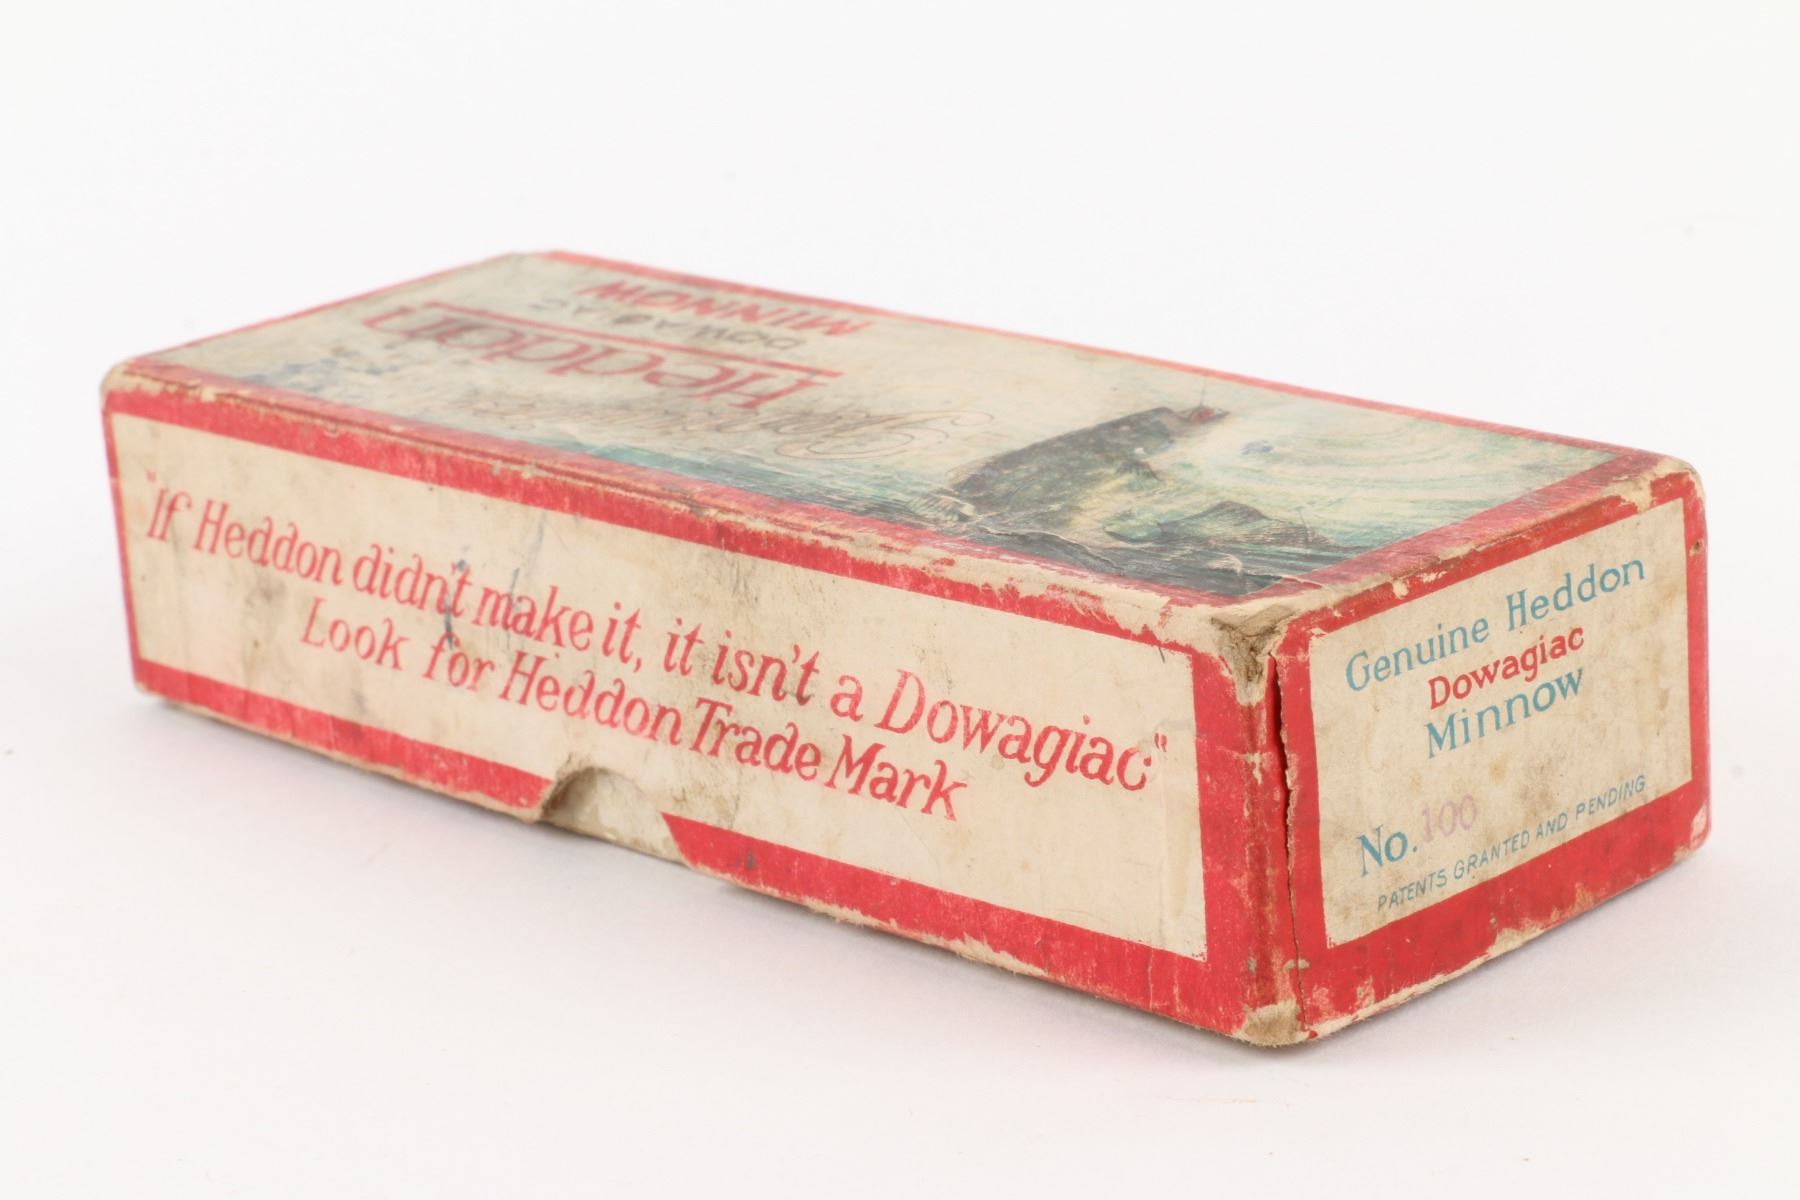 Genuine
Heddon
DOWAGIAC
MINNOW
"If Heddon didn't make it, it isn't a Dowagiac"
Look for Heddon Trade Mark
Genuine Heddon
Dowagiac
Minnow
No. 100
PATENTS GRANTED AND PENDING